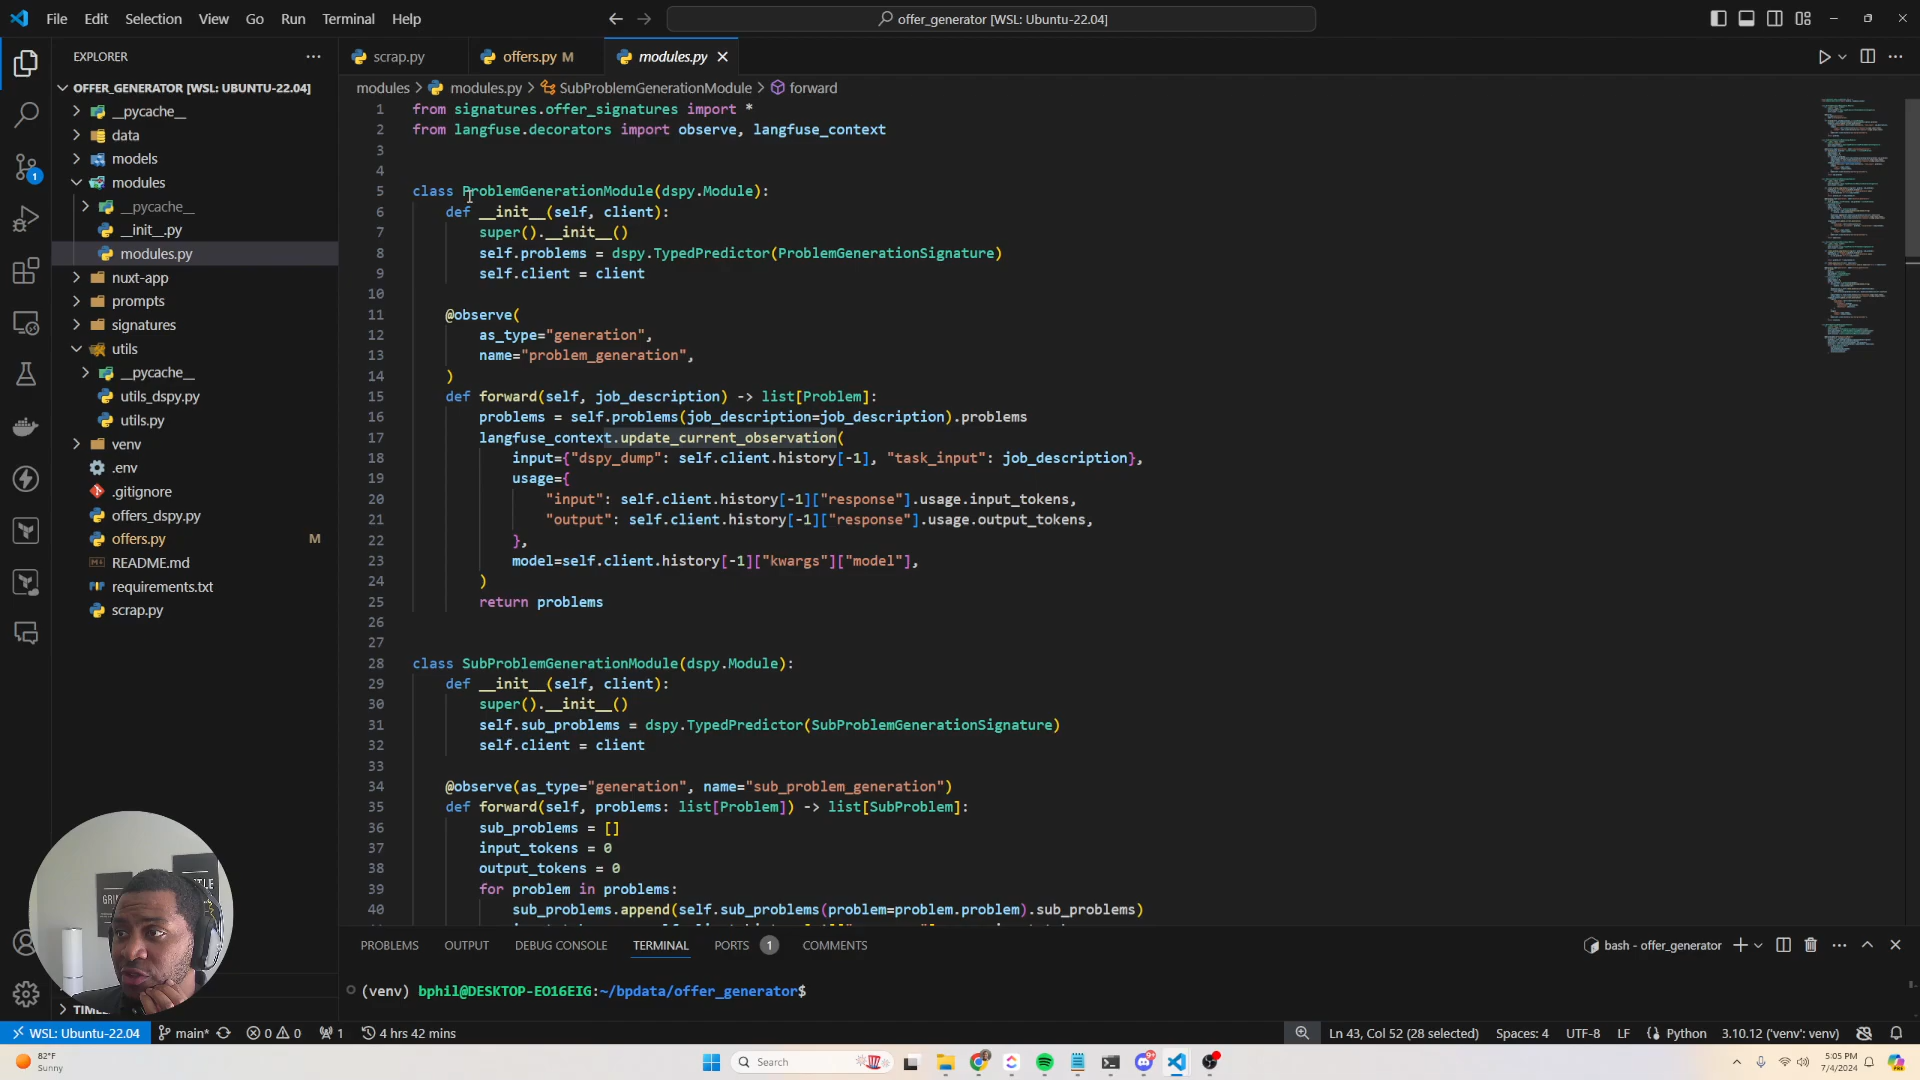 File Edit Selection View Go Run Terminal Help
offer_generator [WSL: Ubuntu-22.04]
EXPLORER
scrap.py
offers.py M
modules.py
OFFER_GENERATOR [WSL: UBUNTU-22.04]
modules > modules.py > SubProblemGenerationModule > forward
__pycache__
data
models
modules
__pycache__
__init__.py
modules.py
nuxt-app
prompts
signatures
utils
__pycache__
utils_dspy.py
utils.py
venv
.env
.gitignore
offers_dspy.py
offers.py M
README.md
requirements.txt
scrap.py
1 from signatures.offer_signatures import *
2 from langfuse.decorators import observe, langfuse_context
3
4
5 class ProblemGenerationModule(dspy.Module):
6 def __init__(self, client):
7 super().__init__()
8 self.problems = dspy.TypedPredictor(ProblemGenerationSignature)
9 self.client = client
10
11 @observe(
12 as_type="generation",
13 name="problem_generation",
14 )
15 def forward(self, job_description) -> list[Problem]:
16 problems = self.problems(job_description=job_description).problems
17 langfuse_context.update_current_observation(
18 input={"dspy_dump": self.client.history[-1], "task_input": job_description},
19 usage={
20 "input": self.client.history[-1]["response"].usage.input_tokens,
21 "output": self.client.history[-1]["response"].usage.output_tokens,
22 },
23 model=self.client.history[-1]["kwargs"]["model"],
24 )
25 return problems
26
27
28 class SubProblemGenerationModule(dspy.Module):
29 def __init__(self, client):
30 super().__init__()
31 self.sub_problems = dspy.TypedPredictor(SubProblemGenerationSignature)
32 self.client = client
33
34 @observe(as_type="generation", name="sub_problem_generation")
35 def forward(self, problems: list[Problem]) -> list[SubProblem]:
36 sub_problems = []
37 input_tokens = 0
38 output_tokens = 0
39 for problem in problems:
40 sub_problems.append(self.sub_problems(problem=problem.problem).sub_problems)
PROBLEMS OUTPUT DEBUG CONSOLE TERMINAL PORTS 1 COMMENTS
bash - offer_generator
(venv) bphil@DESKTOP-EO16EIG:~/bpdata/offer_generator$
WSL: Ubuntu-22.04 main* 0 0 1 4 hrs 42 mins
Ln 43, Col 52 (28 selected) Spaces: 4 UTF-8 LF Python 3.10.12 ('venv': venv)
82°F
Sunny
Search
5:05 PM
7/4/2024